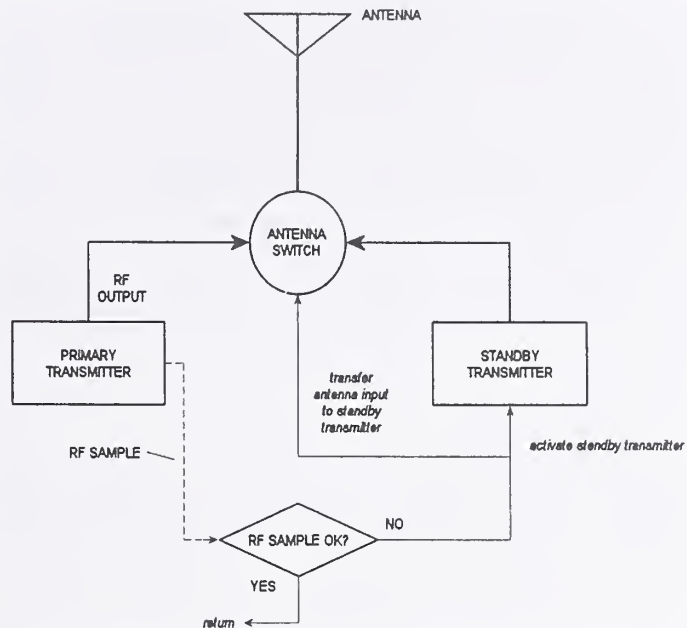 ANTENNA
ANTENNA
SWITCH
RF
OUTPUT
PRIMARY
TRANSMITTER
STANDBY
TRANSMITTER
transfer
antenna input
to standby
transmitter
activate stendby transmitter
RF SAMPLE
RF SAMPLE OK?
NO
YES
return